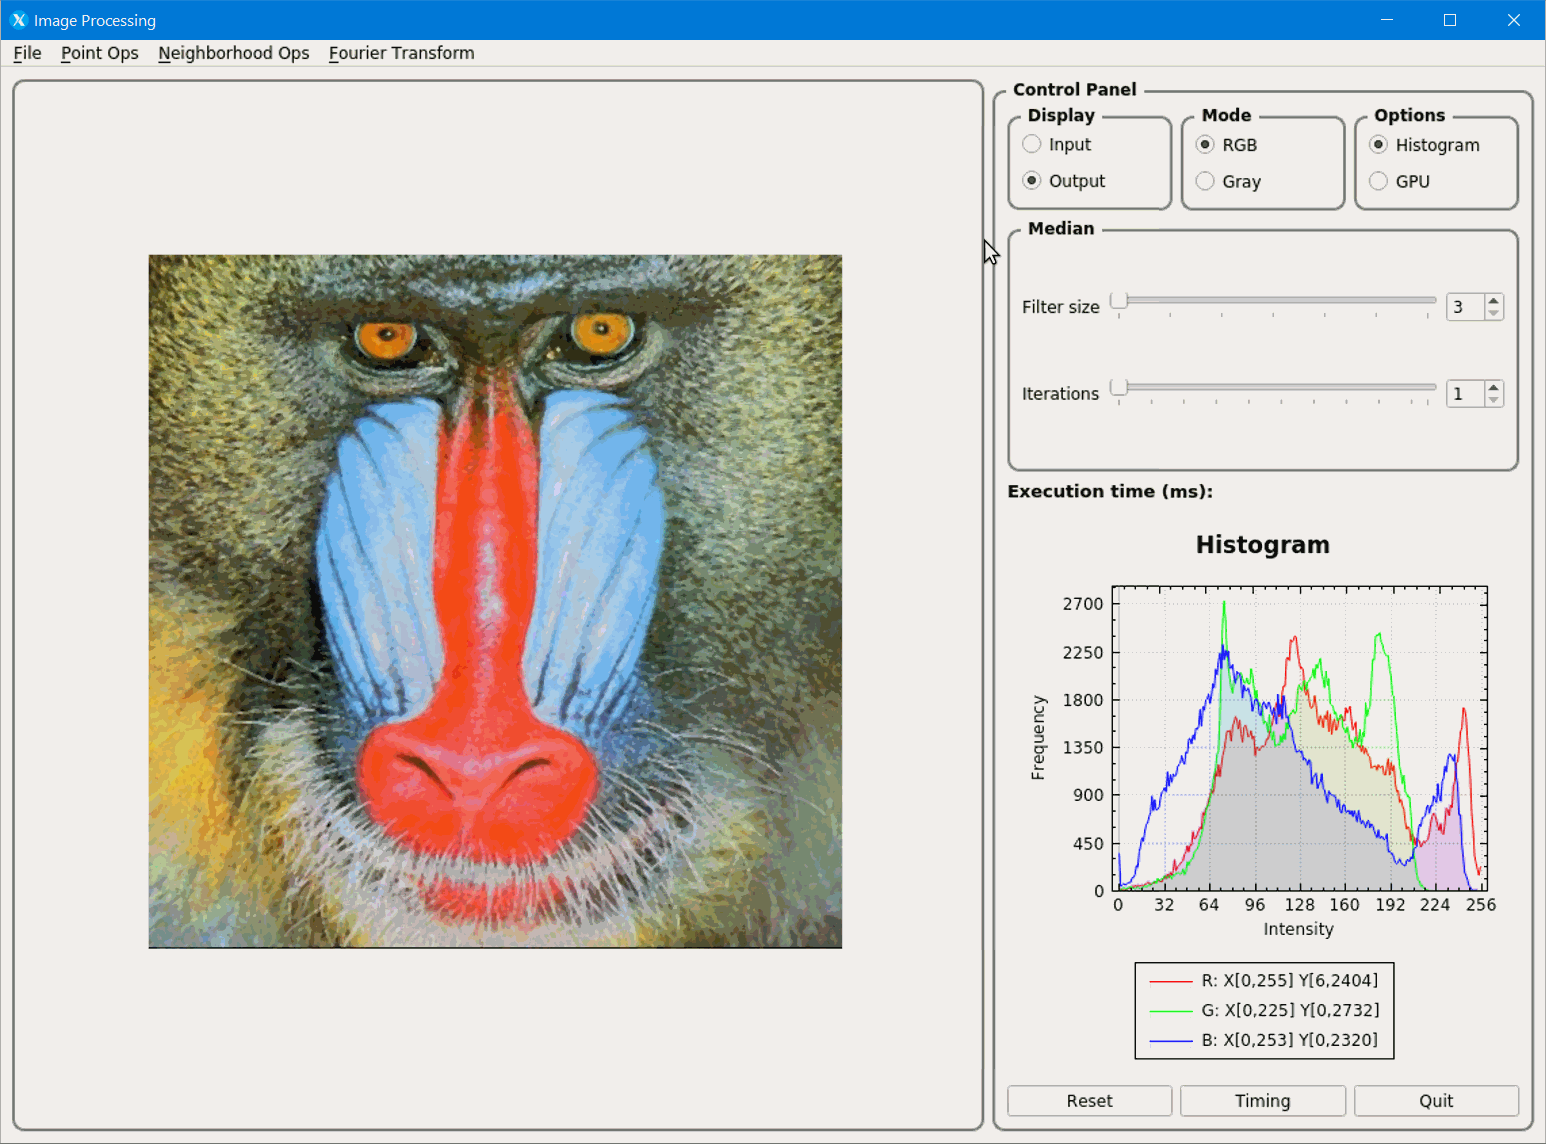 Image Processing
File Point Ops Neighborhood Ops Fourier Transform
Control Panel
Display Mode Options
Input RGB Histogram
Output Gray GPU
Median
Filter size 3
Iterations 1
Execution time (ms):
Histogram
2700
2250
1800
1350
900
450
0
Frequency
0 32 64 96 128 160 192 224 256
Intensity
R: X[0,255] Y[6,2404]
G: X[0,225] Y[0,2732]
B: X[0,253] Y[0,2320]
Reset Timing Quit